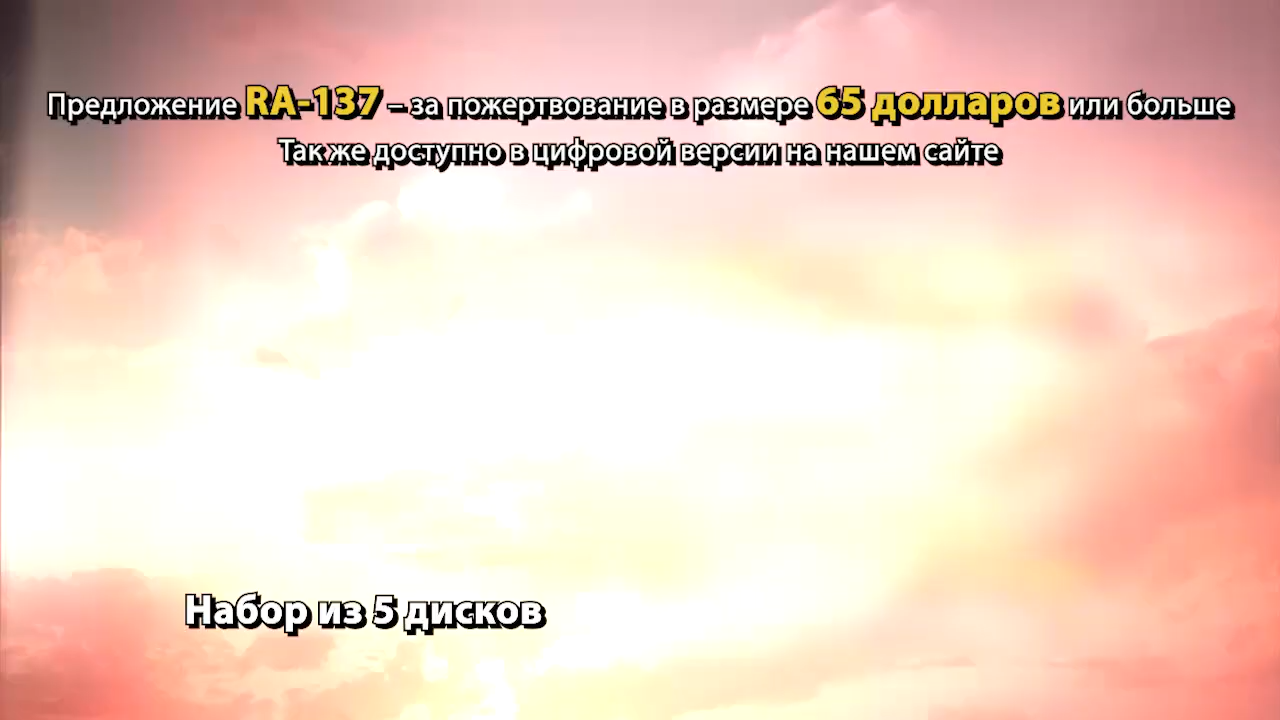 Предложение RA-137 – за пожертвование в размере 65 долларов или больше
Так же доступно в цифровой версии на нашем сайте
Набор из 5 дисков